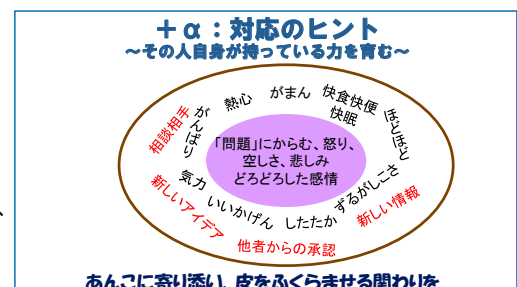 ＋α：対応のヒント
～その人自身が持っている力を育む～
熱心
がまん
快食快便
快眠
ほどほど
がんばり
相談相手
「問題」にからむ、怒り、
空しさ、悲しみ
どろどろした感情
気力
いいかげん
したたか
ずるがしこさ
新しいアイデア
新しい情報
他者からの承認
あんこに寄り添い、皮をふくらませる関わりを